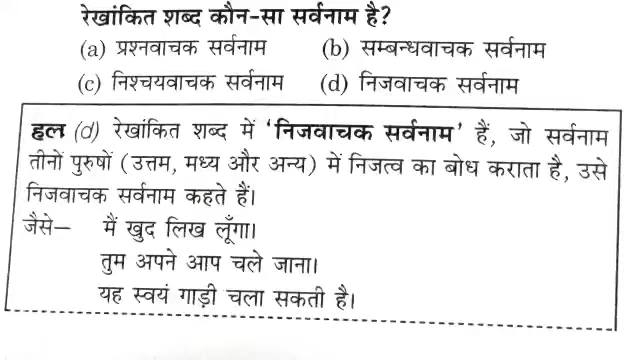 रेखांकित शब्द कौन-सा सर्वनाम है?
(a) प्रश्नवाचक सर्वनाम (b) सम्बन्धवाचक सर्वनाम
(c) निश्चयवाचक सर्वनाम (d) निजवाचक सर्वनाम
हल (d) रेखांकित शब्द में 'निजवाचक सर्वनाम' हैं, जो सर्वनाम
तीनों पुरुषों (उत्तम, मध्य और अन्य) में निजत्व का बोध कराता है, उसे
निजवाचक सर्वनाम कहते हैं।
जैसे— मैं खुद लिख लूँगा।
तुम अपने आप चले जाना।
यह स्वयं गाड़ी चला सकती है।